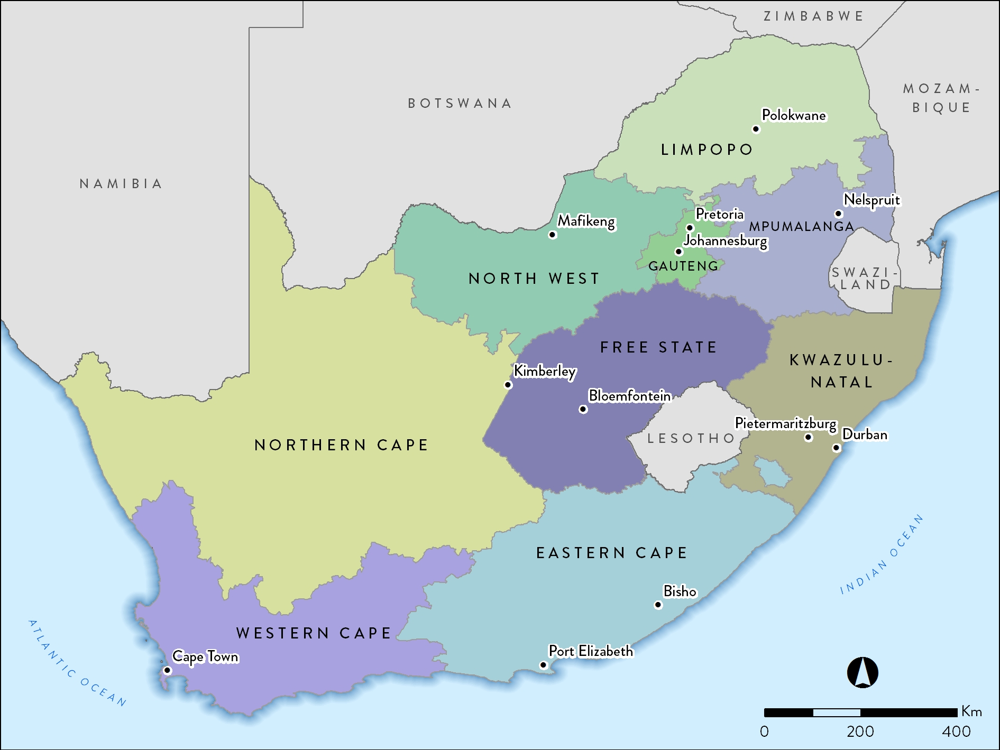 ZIMBABWE
MOZAM-
BIQUE
BOTSWANA
Polokwane
LIMPOPO
NAMIBIA
Nelspruit
Pretoria
Mafikeng
MPUMALANGA
Johannesburg
GAUTENG
SWAZI-
LAND
NORTH WEST
FREE STATE
KWAZULU-
NATAL
Kimberley
Bloemfontein
Pietermaritzburg
Durban
LESOTHO
NORTHERN CAPE
EASTERN CAPE
INDIAN OCEAN
Bisho
WESTERN CAPE
Port Elizabeth
Cape Town
ATLANTIC OCEAN
Km
0 200 400